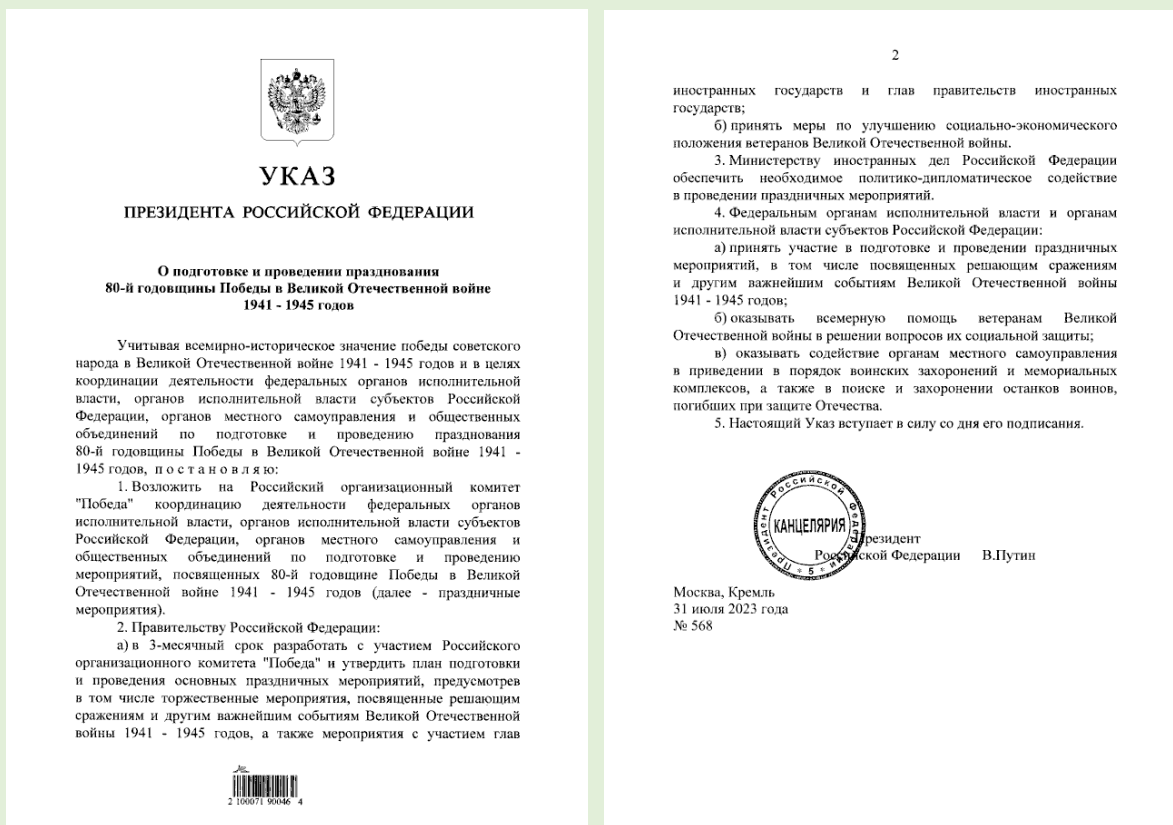 УКАЗ
ПРЕЗИДЕНТА РОССИЙСКОЙ ФЕДЕРАЦИИ
О подготовке и проведении празднования
80-й годовщины Победы в Великой Отечественной войне
1941 - 1945 годов
Учитывая всемирно-историческое значение победы советского
народа в Великой Отечественной войне 1941 - 1945 годов и в целях
координации деятельности федеральных органов исполнительной
власти, органов исполнительной власти субъектов Российской
Федерации, органов местного самоуправления и общественных
объединений по подготовке и проведению празднования
80-й годовщины Победы в Великой Отечественной войне 1941 -
1945 годов, п о с т а н о в л я ю:
1. Возложить на Российский организационный комитет
"Победа" координацию деятельности федеральных органов
исполнительной власти, органов исполнительной власти субъектов
Российской Федерации, органов местного самоуправления и
общественных объединений по подготовке и проведению
мероприятий, посвященных 80-й годовщине Победы в Великой
Отечественной войне 1941 - 1945 годов (далее - праздничные
мероприятия).
2. Правительству Российской Федерации:
а) в 3-месячный срок разработать с участием Российского
организационного комитета "Победа" и утвердить план подготовки
и проведения основных праздничных мероприятий, предусмотрев
в том числе торжественные мероприятия, посвященные решающим
сражениям и другим важнейшим событиям Великой Отечественной
войны 1941 - 1945 годов, а также мероприятия с участием глав
2 100071 90046 4
2
иностранных государств и глав правительств иностранных
государств;
б) принять меры по улучшению социально-экономического
положения ветеранов Великой Отечественной войны.
3. Министерству иностранных дел Российской Федерации
обеспечить необходимое политико-дипломатическое содействие
в проведении праздничных мероприятий.
4. Федеральным органам исполнительной власти и органам
исполнительной власти субъектов Российской Федерации:
а) принять участие в подготовке и проведении праздничных
мероприятий, в том числе посвященных решающим сражениям
и другим важнейшим событиям Великой Отечественной войны
1941 - 1945 годов;
б) оказывать всемерную помощь ветеранам Великой
Отечественной войны в решении вопросов их социальной защиты;
в) оказывать содействие органам местного самоуправления
в приведении в порядок воинских захоронений и мемориальных
комплексов, а также в поиске и захоронении останков воинов,
погибших при защите Отечества.
5. Настоящий Указ вступает в силу со дня его подписания.
Президент Российской Федерации * 5 *
КАНЦЕЛЯРИЯ
Президент
Российской Федерации В.Путин
Москва, Кремль
31 июля 2023 года
№ 568